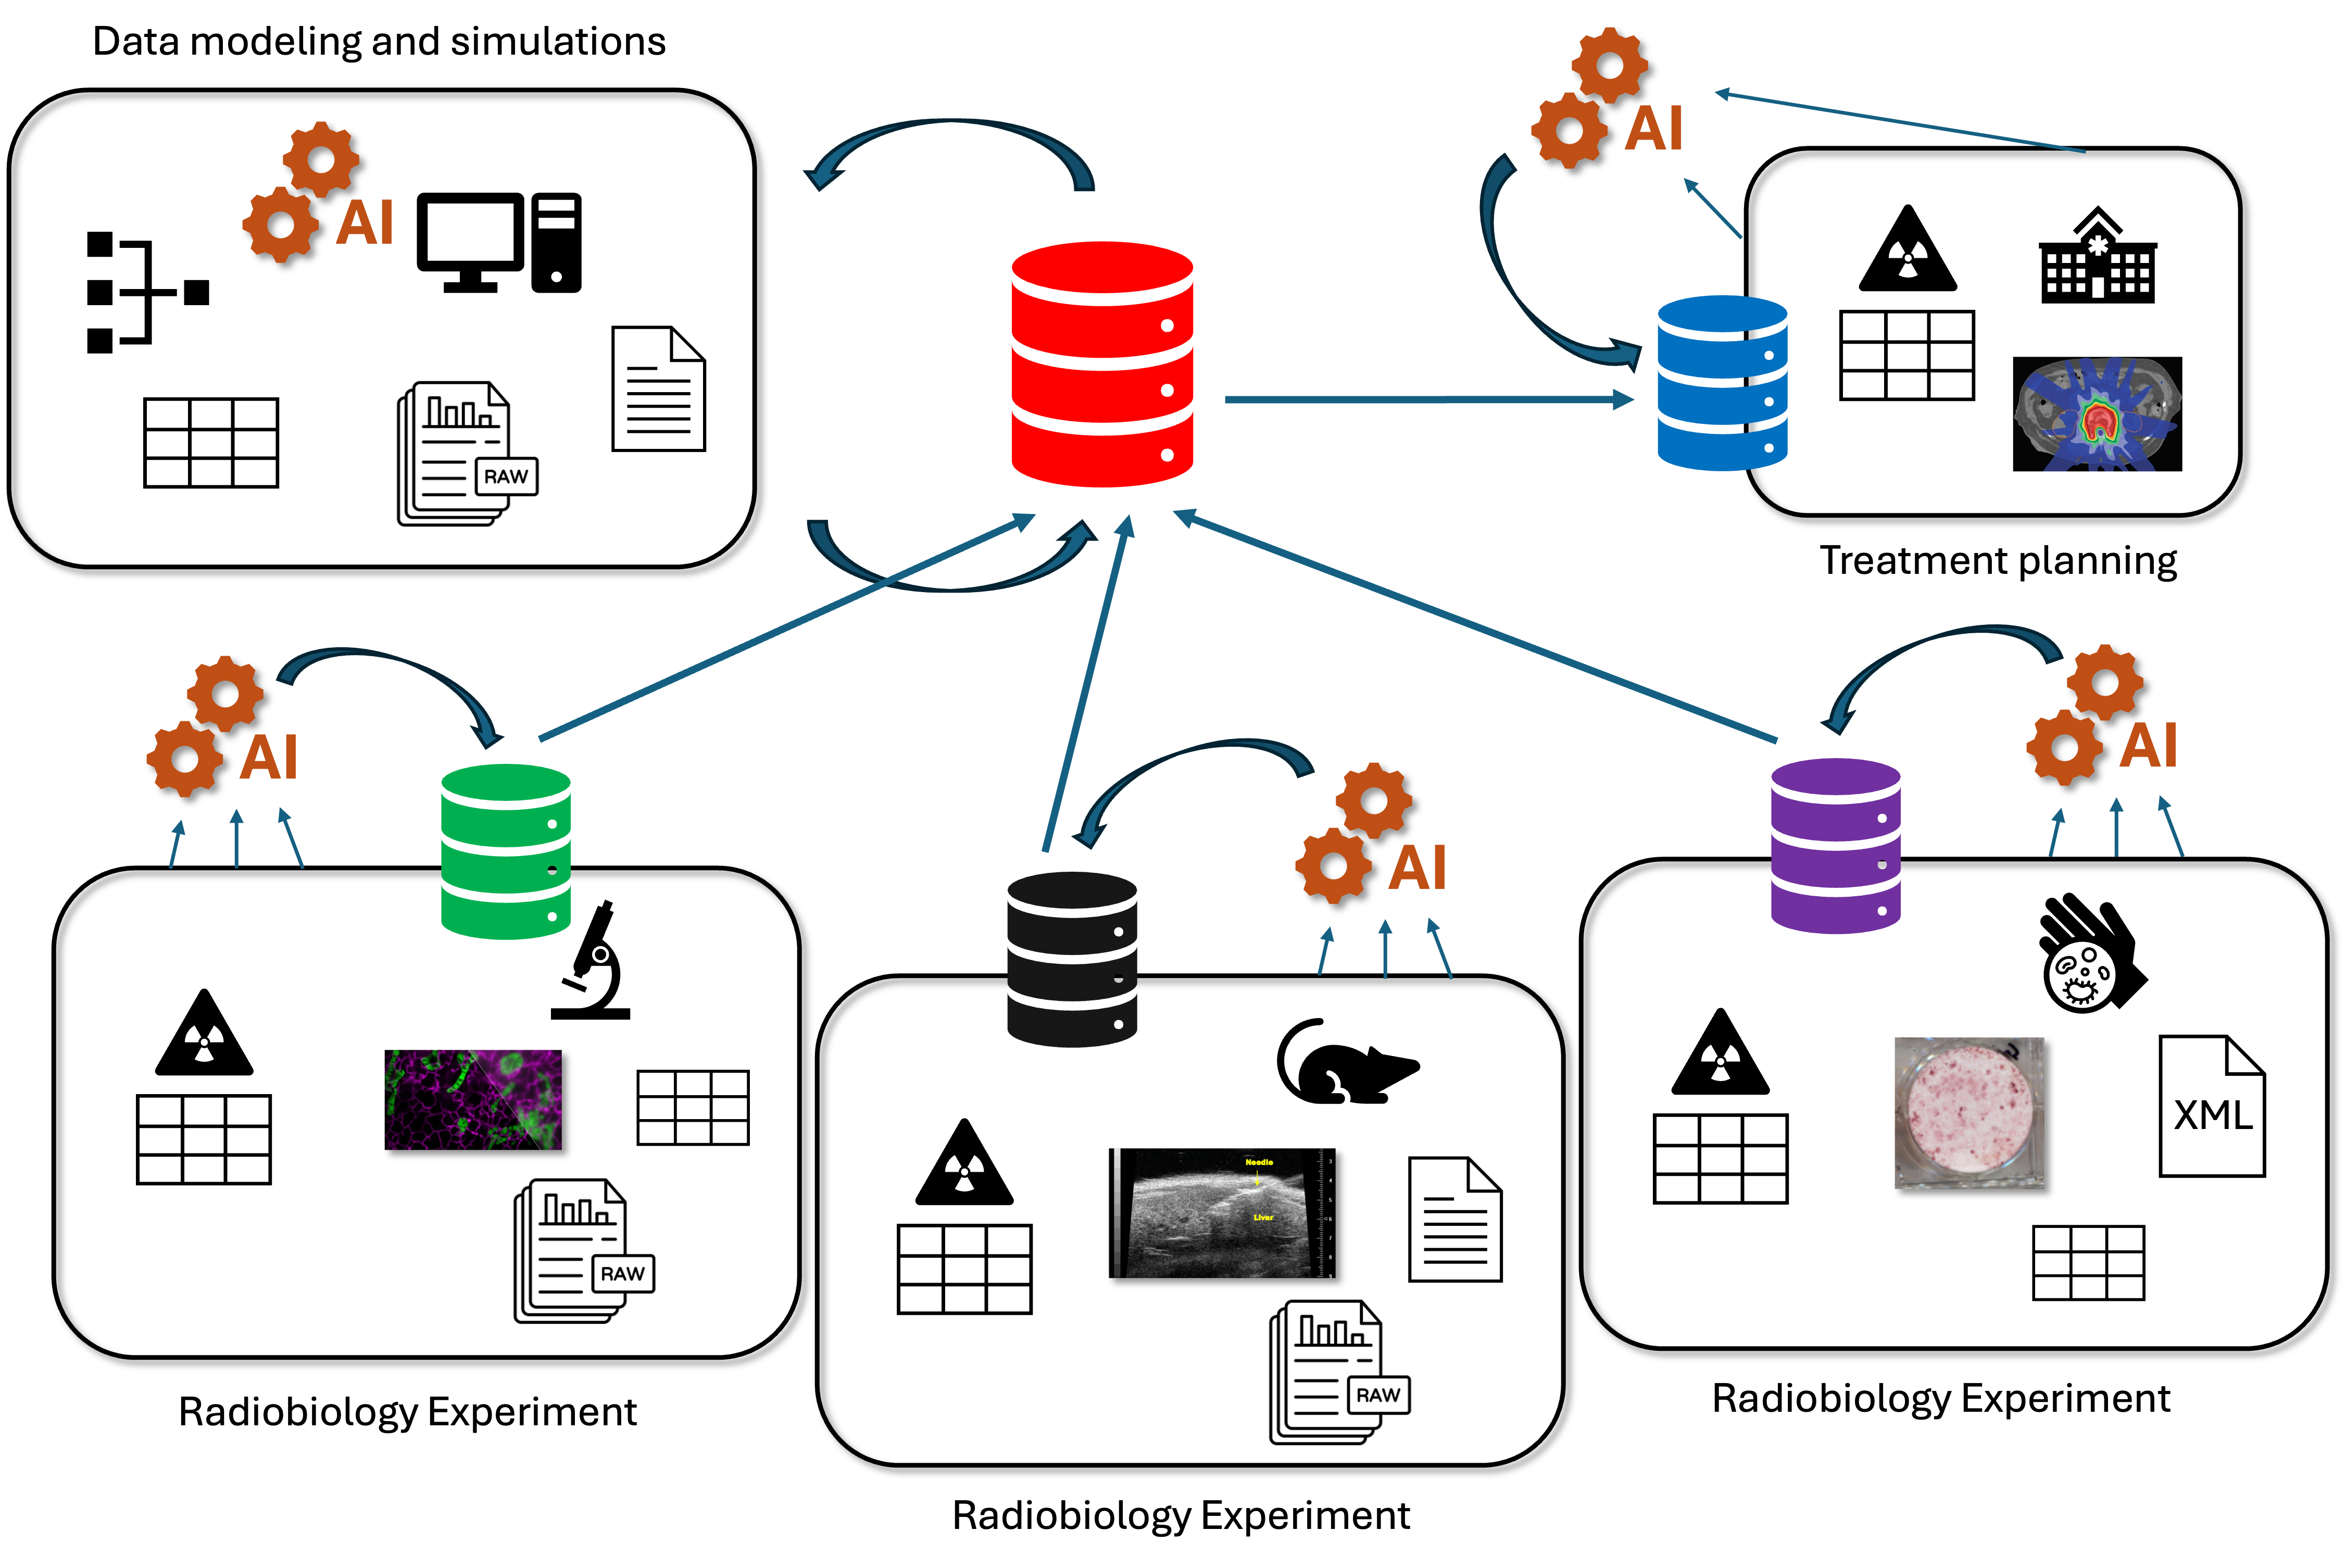 Data modeling and simulations
AI
AI
RAW
Treatment planning
AI
AI
AI
XML
Needle
Liver
RAW
RAW
Radiobiology Experiment
Radiobiology Experiment
Radiobiology Experiment